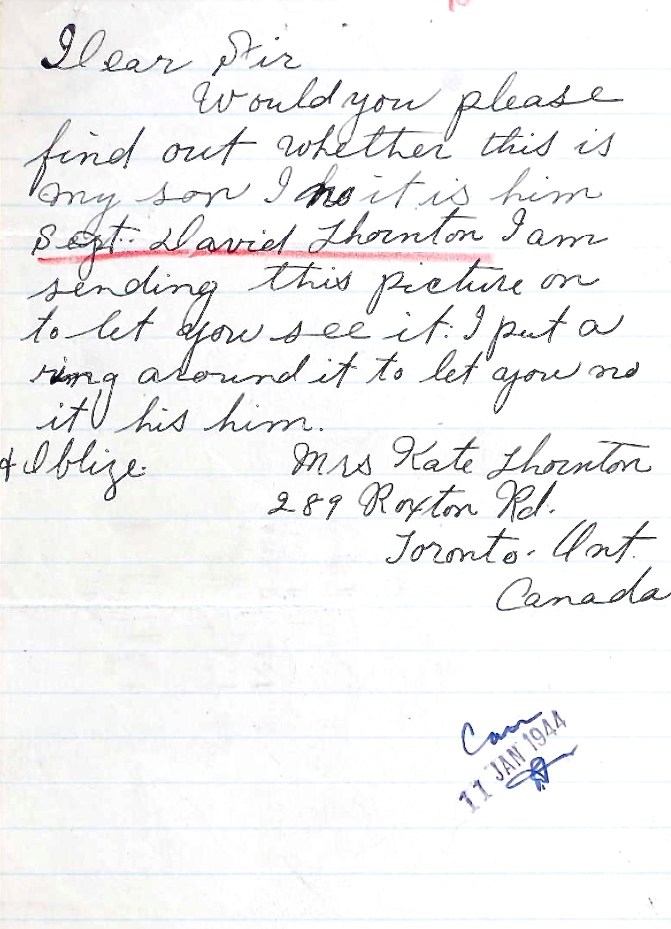 Dear Sir
Would you please
find out whether this is
my son I no it is him
Segt. David Thornton I am
sending this picture on
to let you see it. I put a
ring around it to let you no
it his him.
& Oblige.
Mrs Kate Thornton
289 Roxton Rd.
Toronto. Ont.
Canada
11 JAN 1944